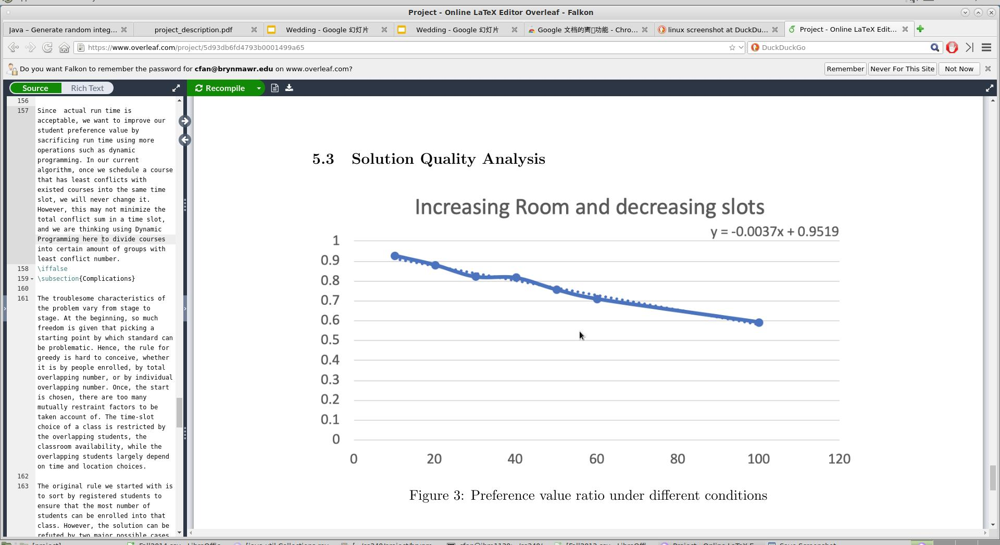 Project - Online LaTeX Editor Overleaf - Falkon
Java – Generate random integ...
project_description.pdf
Wedding - Google 幻灯片
Wedding - Google 幻灯片
Google 文档的离线功能 - Chro...
linux screenshot at DuckDu...
Project - Online LaTeX Edit...
https://www.overleaf.com/project/5d93db6fd4793b0001499a65
DuckDuckGo
Do you want Falkon to remember the password for cfan@brynmawr.edu on www.overleaf.com?
Remember
Never For This Site
Not Now
Source
Rich Text
Recompile
156
157
Since  actual run time is
acceptable, we want to improve our
student preference value by
sacrificing run time using more
operations such as dynamic
programming. In our current
algorithm, once we schedule a course
that has least conflicts with
existed courses into the same time
slot, we will never change it.
However, this may not minimize the
total conflict sum in a time slot,
and we are thinking using Dynamic
Programming here to divide courses
into certain amount of groups with
least conflict number.
158 \iffalse
159 \subsection{Complications}
160
161 The troublesome characteristics of
the problem vary from stage to
stage. At the beginning, so much
freedom is given that picking a
starting point by which standard can
be problematic. Hence, the rule for
greedy is hard to conceive, whether
it is by people enrolled, by total
overlapping number, or by individual
overlapping number. Once, the start
is chosen, there are too many
mutually restraint factors to be
taken account of. The time-slot
choice of a class is restricted by
the overlapping students, the
classroom availability, while the
overlapping students largely depend
on time and location choices.
162
163 The original rule we started with is
to sort by registered students to
ensure that the most number of
students can be enrolled into that
class. However, the solution can be
refuted by two major possible cases
5.3 Solution Quality Analysis
Increasing Room and decreasing slots
y = -0.0037x + 0.9519
1
0.9
0.8
0.7
0.6
0.5
0.4
0.3
0.2
0.1
0
0 20 40 60 80 100 120
Figure 3: Preference value ratio under different conditions